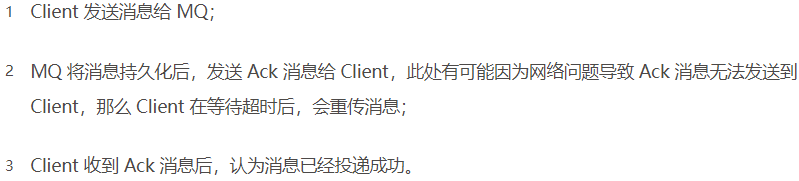 1 Client 发送消息给 MQ；
2 MQ 将消息持久化后，发送 Ack 消息给 Client，此处有可能因为网络问题导致 Ack 消息无法发送到
Client，那么 Client 在等待超时后，会重传消息；
3 Client 收到 Ack 消息后，认为消息已经投递成功。